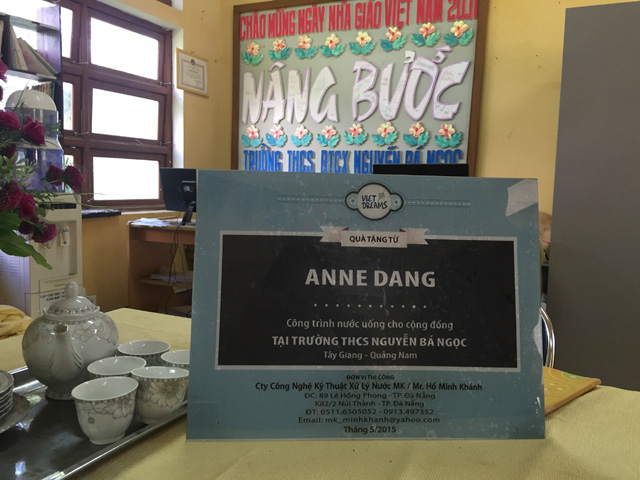 CHÀO MỪNG NGÀY NHÀ GIÁO VIỆT NAM 20.11
NÂNG BƯỚC
TRƯỜNG THCS BTCX NGUYỄN BÁ NGỌC
VIET
DREAMS
QUÀ TẶNG TỪ
ANNE DANG
Công trình nước uống cho cộng đồng
TẠI TRƯỜNG THCS NGUYỄN BÁ NGỌC
Tây Giang - Quảng Nam
ĐƠN VỊ THI CÔNG
Cty Công Nghệ Kỹ Thuật Xử Lý Nước MK / Mr. Hồ Minh Khánh
ĐC: 89 Lê Hồng Phong - TP. Đà Nẵng
K82/2 Núi Thành - TP. Đà Nẵng
ĐT: 0511.6505052 - 0913.497352
Email: mk_minhkhanh@yahoo.com
Tháng 5/2015